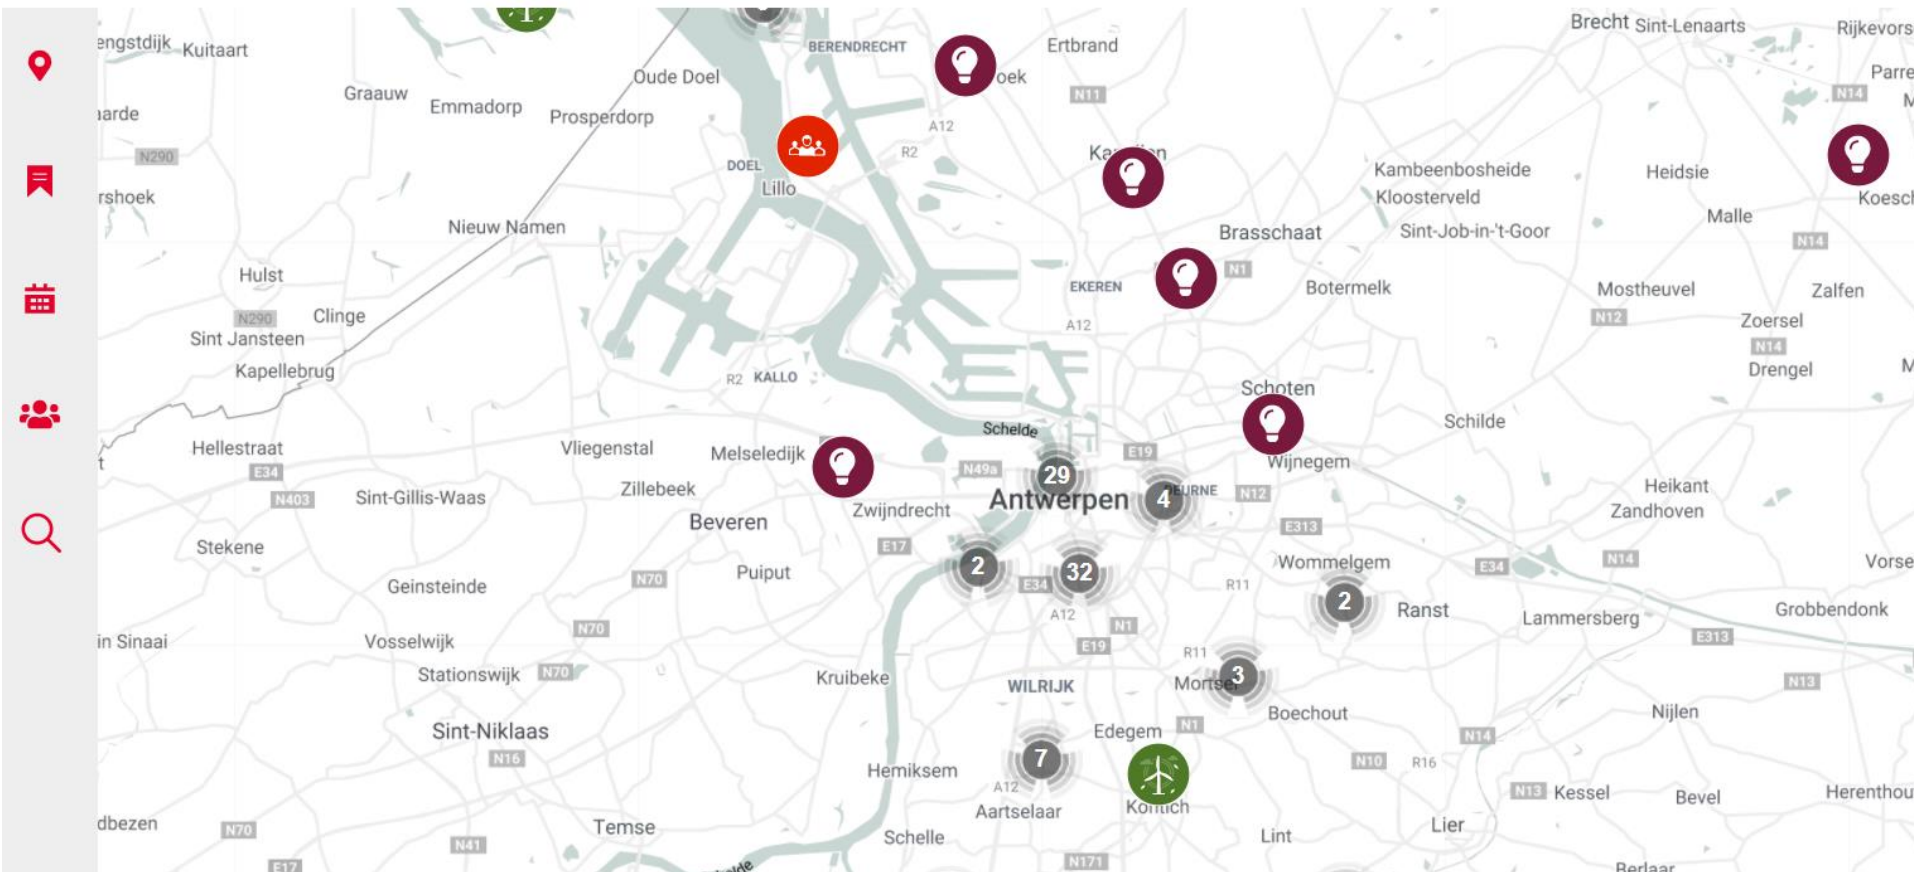 Brecht
Sint-Lenaarts
Rijkevors
engstdijk
Kuitaart
BERENDRECHT
Ertbrand
Oude Doel
oek
Parre
Graauw
Emmadorp
Prosperdorp
N11
N14
aarde
A12
N290
R2
DOEL
Lillo
Kambeenbosheide
Heidsie
Kloosterveld
Koesch
rshoek
Malle
Nieuw Namen
Brasschaat
Sint-Job-in-'t-Goor
N14
Hulst
N1
EKEREN
Botermelk
Mostheuvel
Zalfen
N290
Clinge
A12
N12
Zoersel
Sint Jansteen
N14
Kapellebrug
R2
KALLO
Drengel
Schoten
Schilde
Schelde
Hellestraat
Vliegenstal
Melseledijk
E19
Wijnegem
E34
N49a
29
N403
Sint-Gillis-Waas
Zillebeek
Antwerpen
4
EURNE
N12
Heikant
Zandhoven
Beveren
Zwijndrecht
E313
Stekene
E17
Wommelgem
N14
Vorse
Geinsteinde
N70
Puiput
2
E34
32
R11
E34
2
Ranst
Lammersberg
Grobbendonk
A12
N1
N70
in Sinaai
Vosselwijk
E19
R11
E313
Stationswijk
N70
Kruibeke
WILRIJK
Mortsel
3
N13
Sint-Niklaas
Boechout
Nijlen
Edegem
N1
N14
N16
7
Hemiksem
N10
R16
A12
Aartselaar
Kontich
N13
Kessel
Bevel
Herenthou
dbezen
N70
Temse
Schelle
Lint
Lier
N41
E17
N171
Berlaar